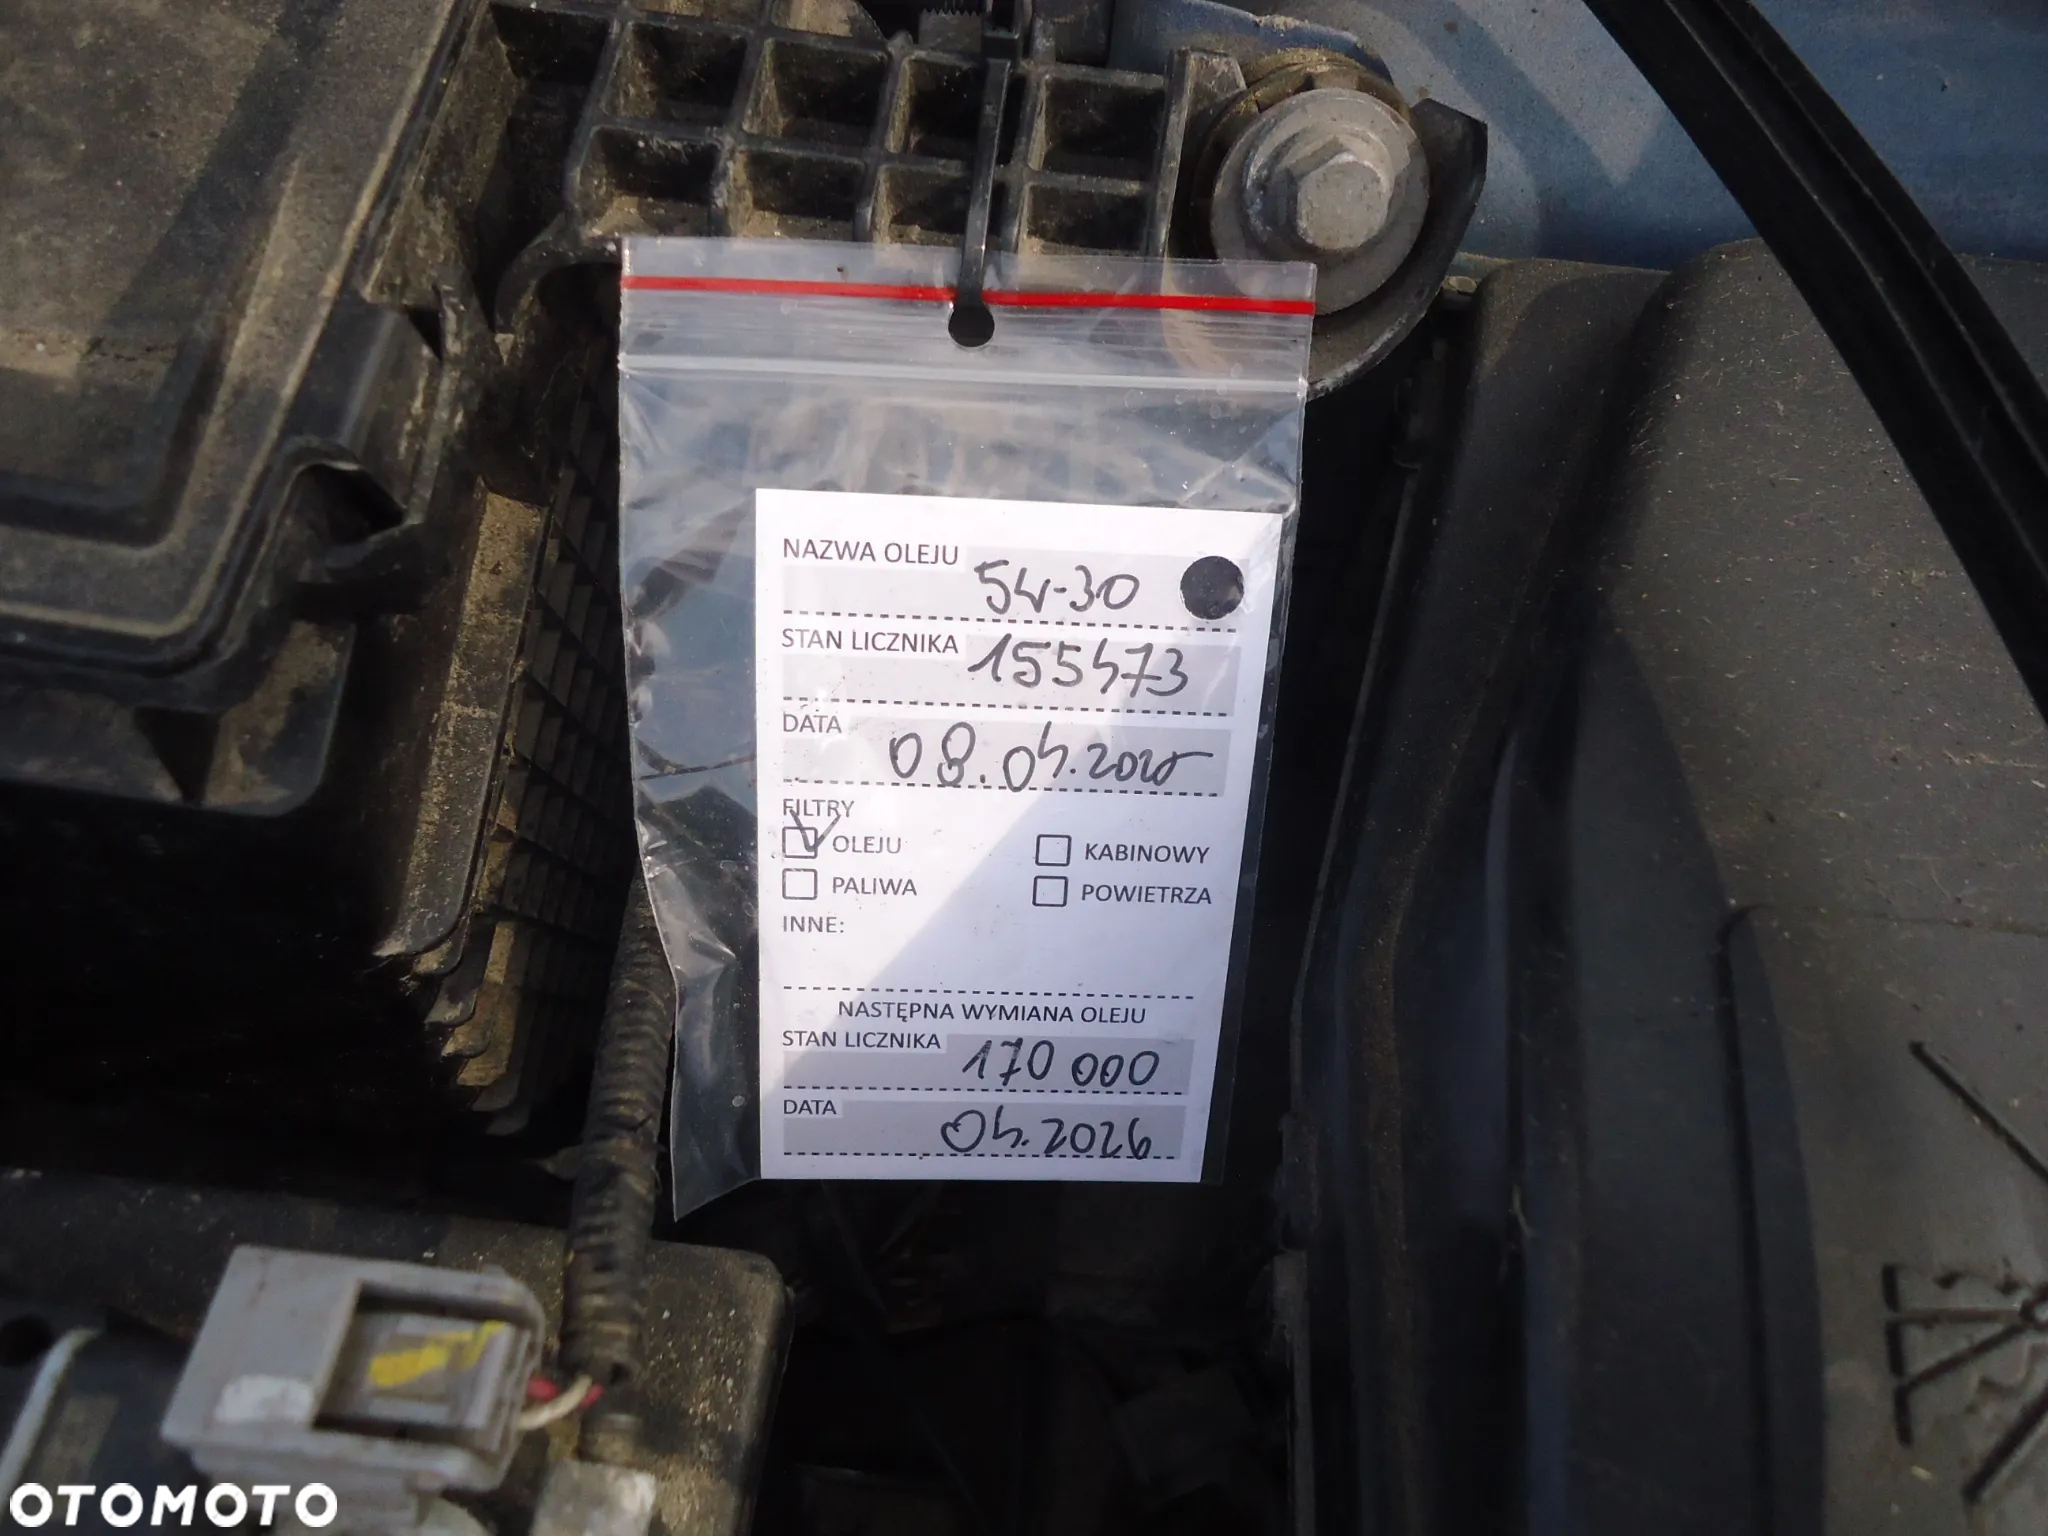 NAZWA OLEJU 5W-30
STAN LICZNIKA 155473
DATA 08.04.2025
FILTRY
OLEJU KABINOWY
PALIWA POWIETRZA
INNE:
NASTĘPNA WYMIANA OLEJU
STAN LICZNIKA 170 000
DATA 04.2026
OTOMOTO